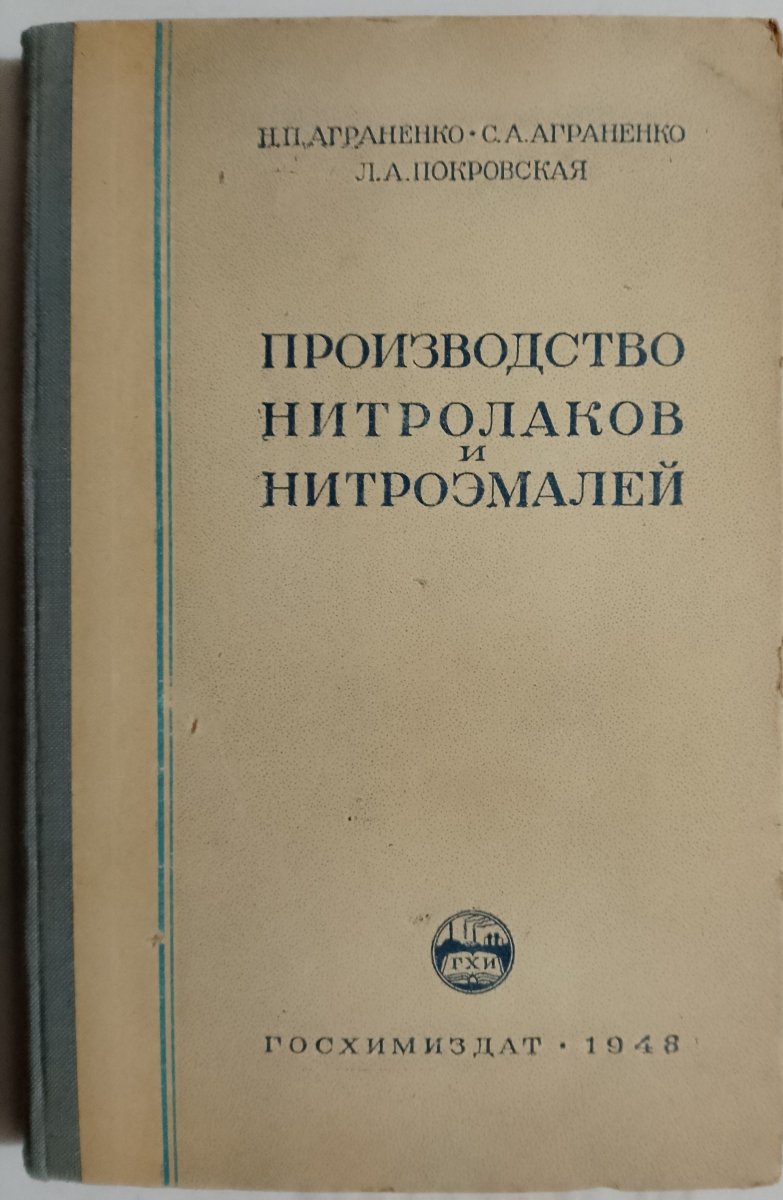 Н.П.АГРАНЕНКО · С.А.АГРАНЕНКО
Л.А.ПОКРОВСКАЯ
ПРОИЗВОДСТВО
НИТРОЛАКОВ
И
НИТРОЭМАЛЕЙ
ГХИ
ГОСХИМИЗДАТ · 1948